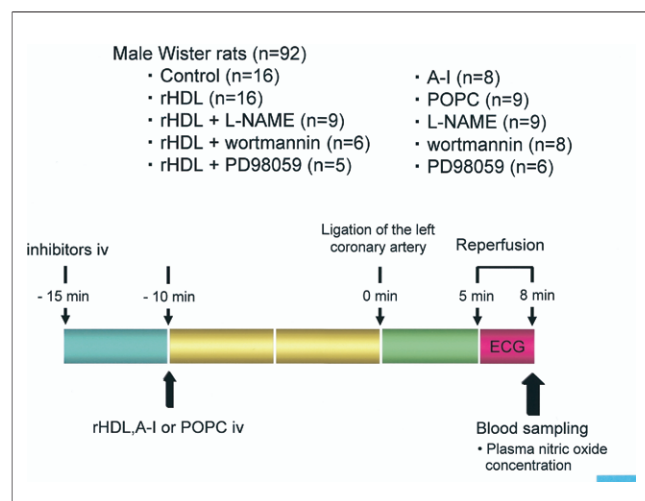 Male Wister rats (n=92)
· Control (n=16)
· rHDL (n=16)
· rHDL + L-NAME (n=9)
· rHDL + wortmannin (n=6)
· rHDL + PD98059 (n=5)
· A-I (n=8)
· POPC (n=9)
· L-NAME (n=9)
· wortmannin (n=8)
· PD98059 (n=6)
Ligation of the left
coronary artery
Reperfusion
inhibitors iv
- 15 min
- 10 min
0 min
5 min
8 min
ECG
rHDL,A-I or POPC iv
Blood sampling
• Plasma nitric oxide
concentration